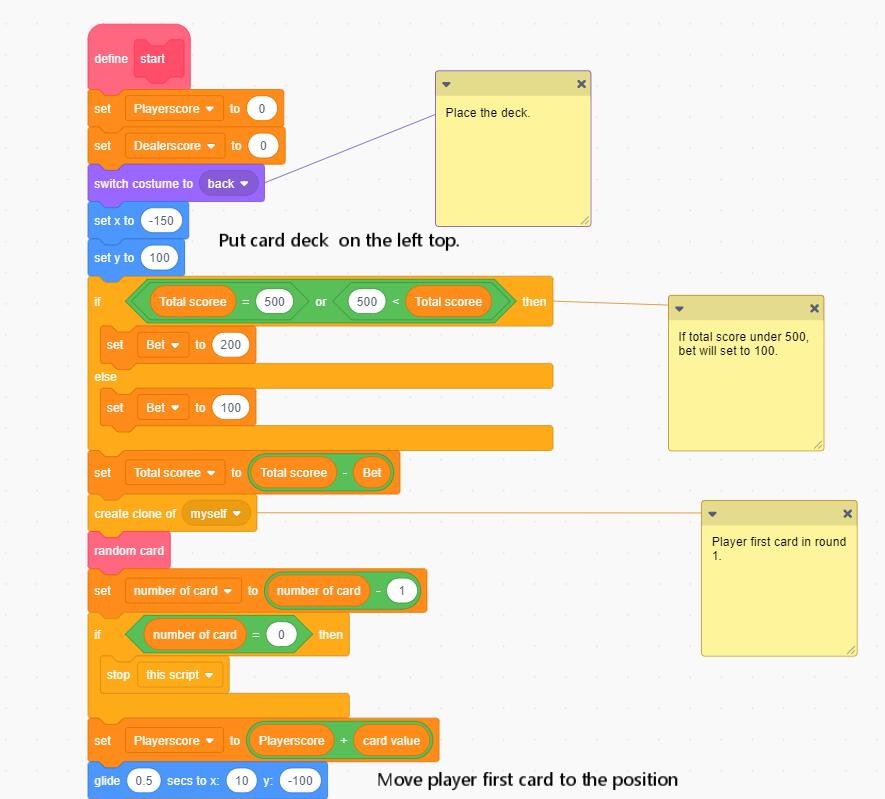 define start
set Playerscore to 0
set Dealerscore to 0
Place the deck.
switch costume to back
set x to -150
Put card deck on the left top.
set y to 100
if Total scoree = 500 or 500 < Total scoree then
If total score under 500,
bet will set to 100.
set Bet to 200
else
set Bet to 100
set Total scoree to Total scoree - Bet
create clone of myself
Player first card in round
1.
random card
set number of card to number of card - 1
if number of card = 0 then
stop this script
set Playerscore to Playerscore + card value
glide 0.5 secs to x: 10 y: -100
Move player first card to the position